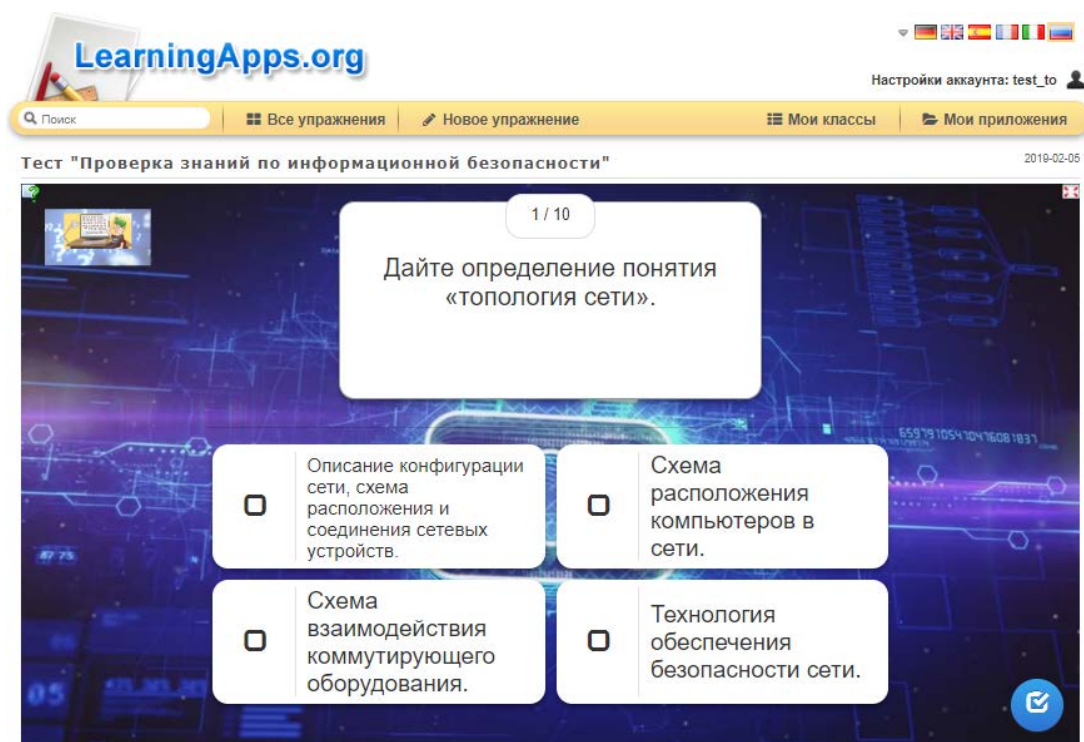 LearningApps.org
Настройки аккаунта: test_to
Поиск
Все упражнения
Новое упражнение
Мои классы
Мои приложения
Тест "Проверка знаний по информационной безопасности"
2019-02-05
1 / 10
Дайте определение понятия
«топология сети».
Описание конфигурации
сети, схема
расположения и
соединения сетевых
устройств.
Схема
расположения
компьютеров в
сети.
Схема
взаимодействия
коммутирующего
оборудования.
Технология
обеспечения
безопасности сети.
05